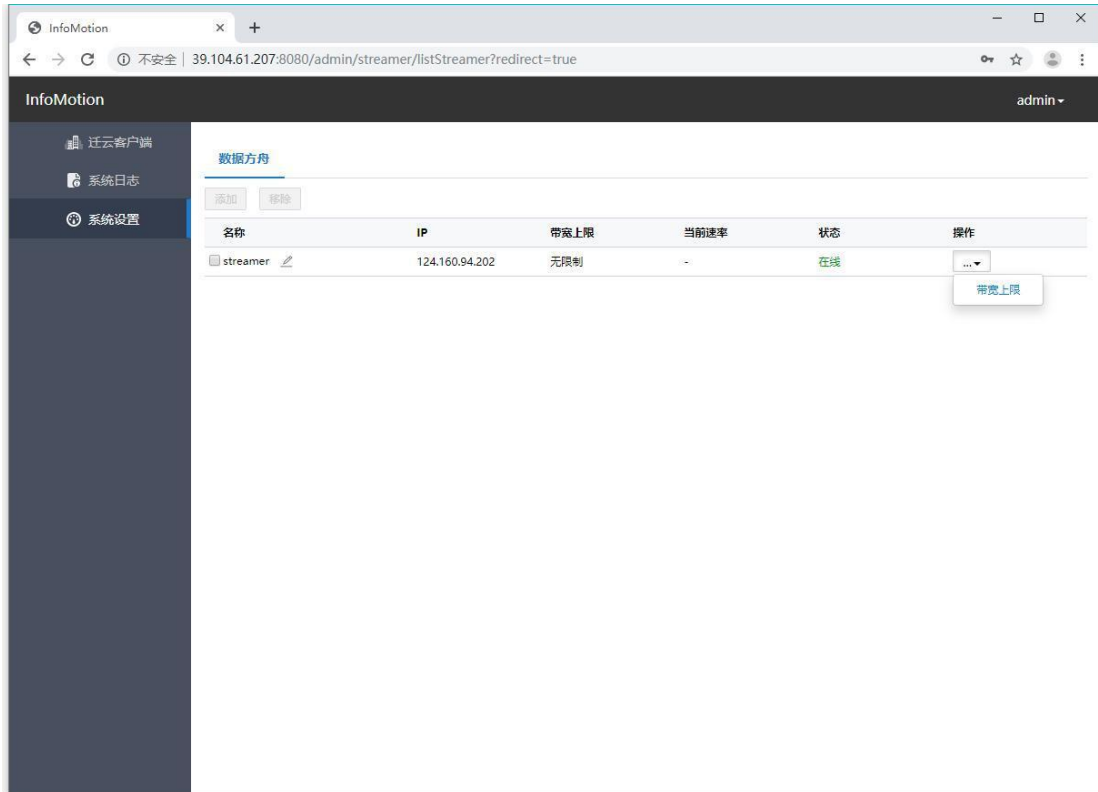 InfoMotion
不安全 | 39.104.61.207:8080/admin/streamer/listStreamer?redirect=true
InfoMotion admin
迁云客户端
系统日志
系统设置
数据方舟
添加 移除
名称 IP 带宽上限 当前速率 状态 操作
streamer 124.160.94.202 无限制 - 在线 ...
带宽上限